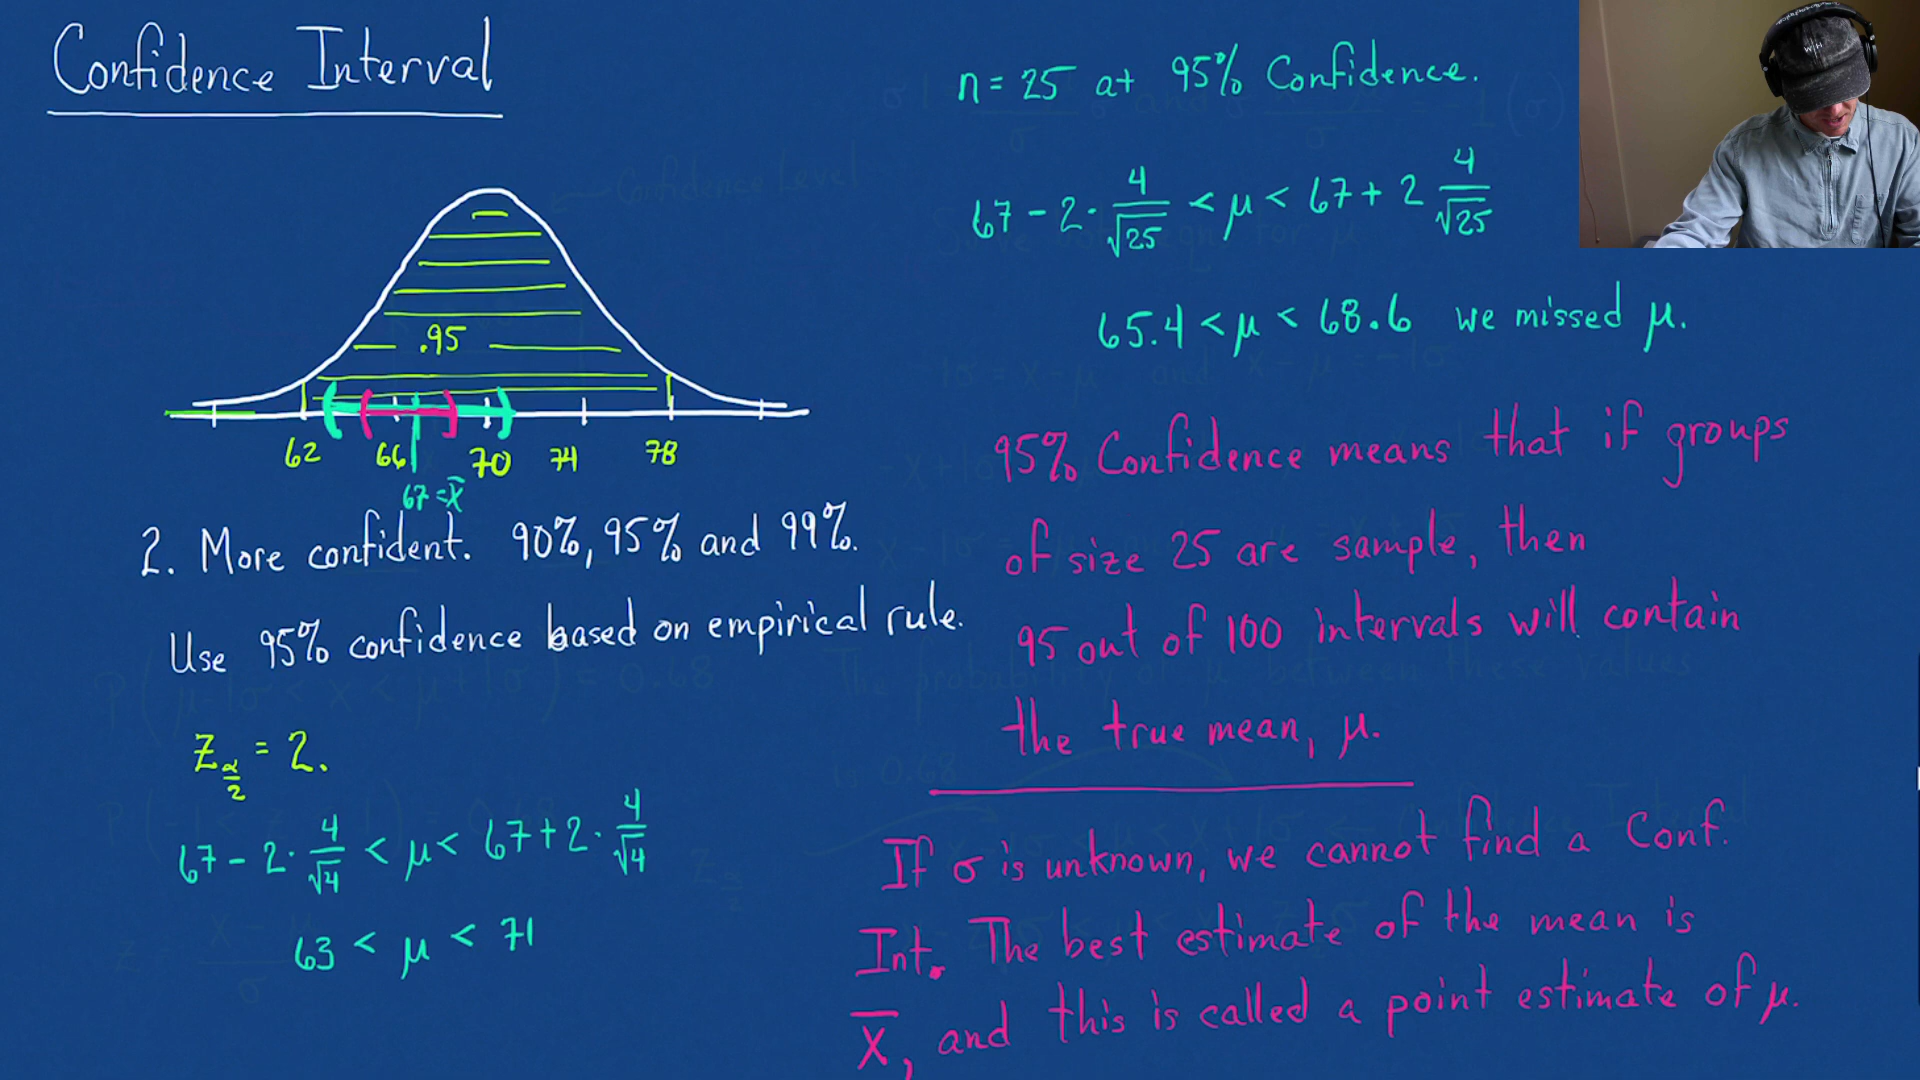 Confidence Interval
.95
62 66 70 74 78
67 = x̄
2. More confident. 90%, 95% and 99%.
Use 95% confidence based on empirical rule.
Z_{α/2} = 2.
67 - 2 · 4/√4 < μ < 67 + 2 · 4/√4
63 < μ < 71
n = 25 at 95% Confidence.
67 - 2 · 4/√25 < μ < 67 + 2 4/√25
65.4 < μ < 68.6 we missed μ.
95% Confidence means that if groups
of size 25 are sample, then
95 out of 100 intervals will contain
the true mean, μ.
If σ is unknown, we cannot find a Conf.
Int. The best estimate of the mean is
X̄, and this is called a point estimate of μ.